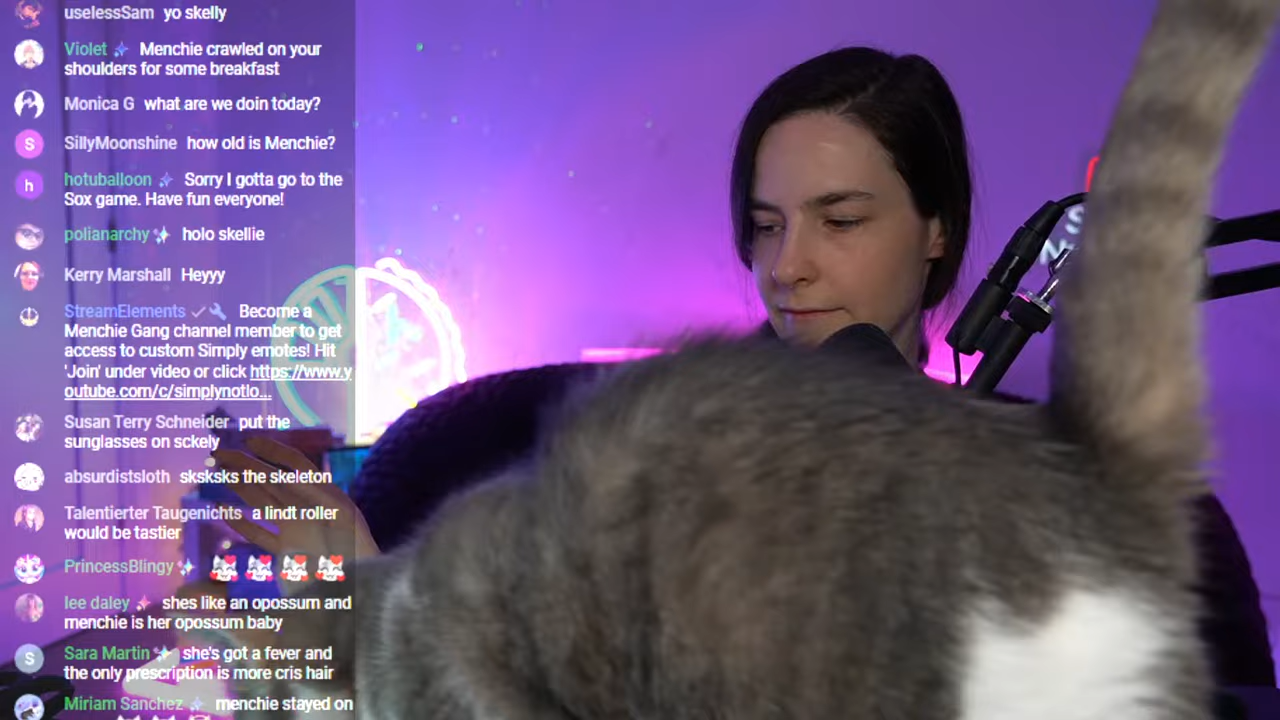 uselessSam yo skelly
Violet Menchie crawled on your
shoulders for some breakfast
Monica G what are we doin today?
S SillyMoonshine how old is Menchie?
h hotuballoon Sorry I gotta go to the
Sox game. Have fun everyone!
polianarchy holo skellie
Kerry Marshall Heyyy
StreamElements Become a
Menchie Gang channel member to get
access to custom Simply emotes! Hit
'Join' under video or click https://www.y
outube.com/c/simplynotlo...
Susan Terry Schneider put the
sunglasses on sckely
absurdistsloth sksksks the skeleton
Talentierter Taugenichts a lindt roller
would be tastier
PrincessBlingy
lee daley shes like an opossum and
menchie is her opossum baby
S Sara Martin she's got a fever and
the only prescription is more cris hair
Miriam Sanchez menchie stayed on